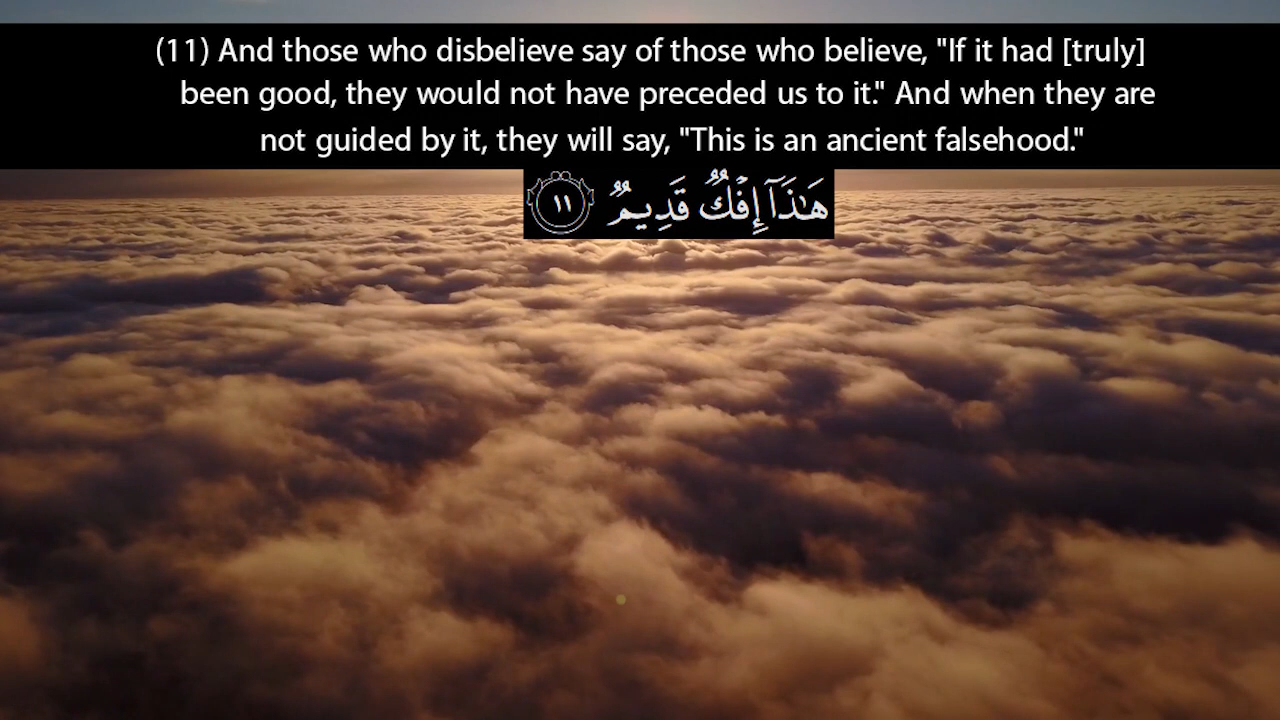 (11) And those who disbelieve say of those who believe, "If it had [truly]
been good, they would not have preceded us to it." And when they are
not guided by it, they will say, "This is an ancient falsehood."
هَٰذَآ إِفْكٌ قَدِيمٌ ١١